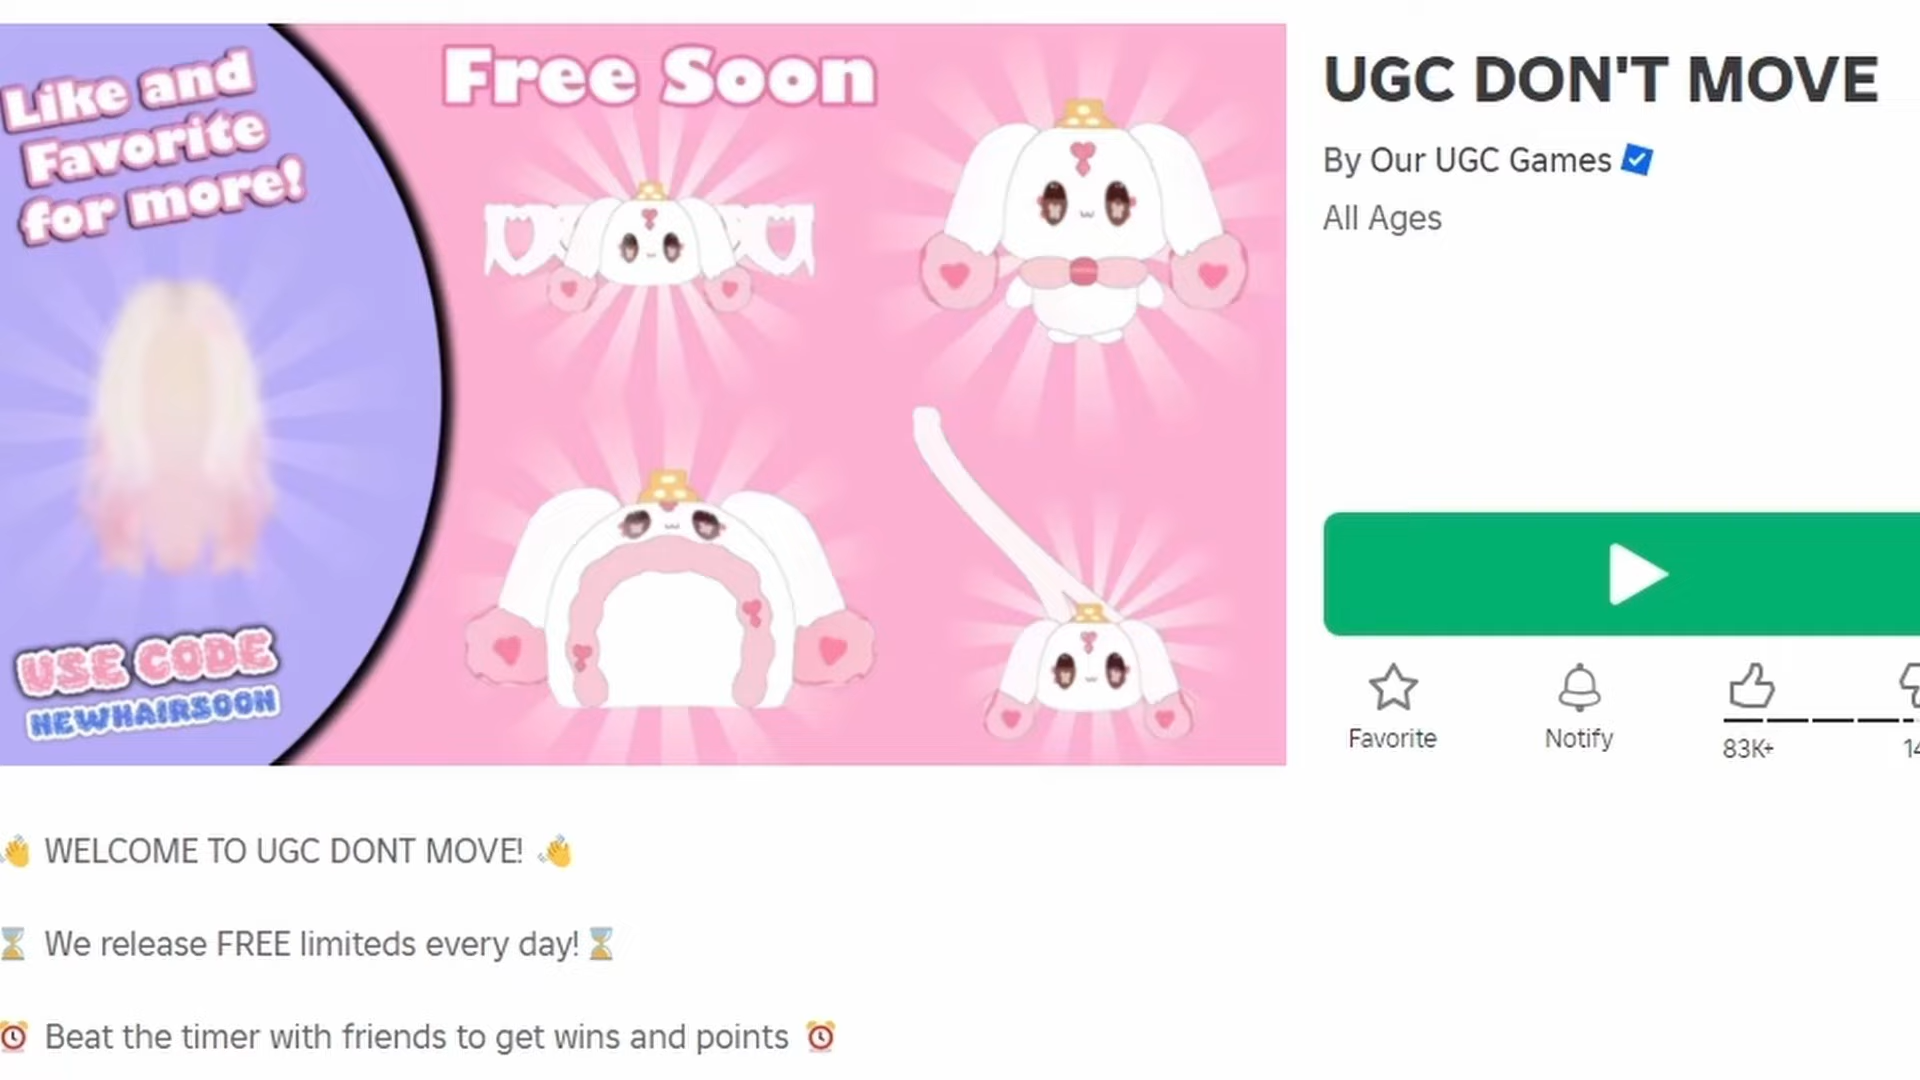 Like and
Favorite
for more!
USE CODE
NEWHAIRSOON
Free Soon
UGC DON'T MOVE
By Our UGC Games
All Ages
Favorite
Notify
83K+
👋 WELCOME TO UGC DONT MOVE! 👋
⏳ We release FREE limiteds every day! ⏳
⏰ Beat the timer with friends to get wins and points ⏰